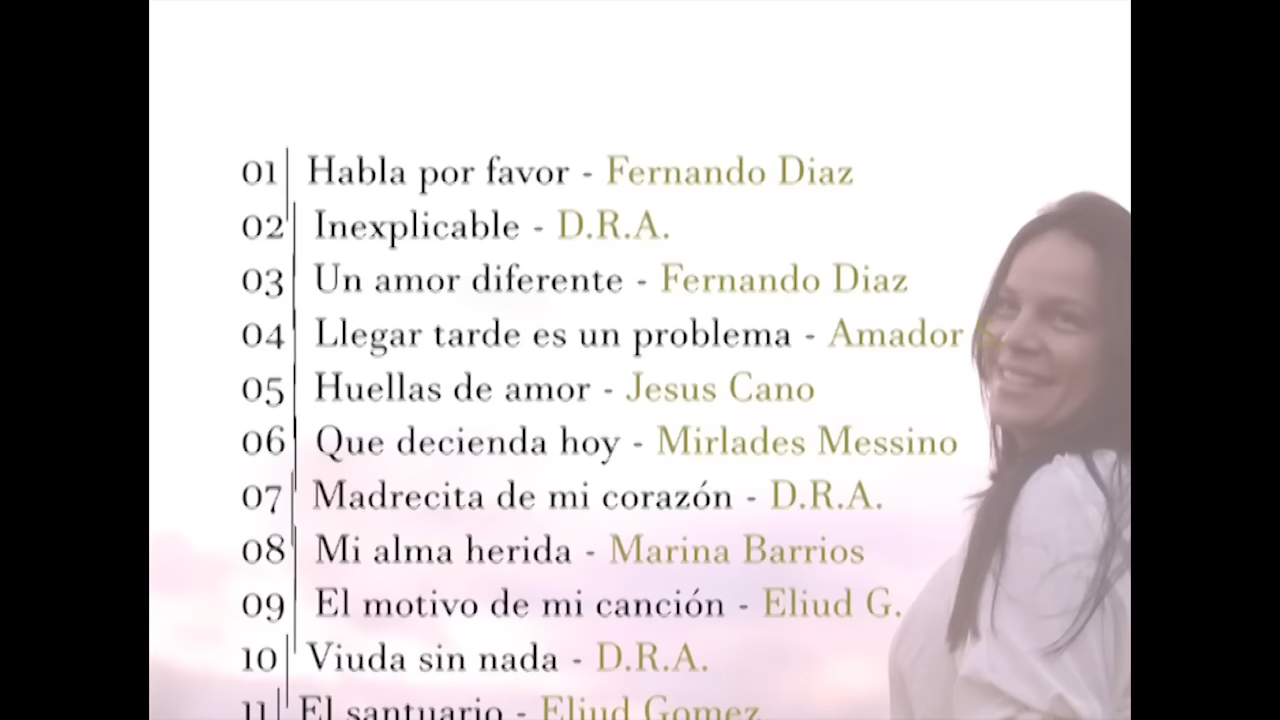 01 Habla por favor - Fernando Diaz
02 Inexplicable - D.R.A.
03 Un amor diferente - Fernando Diaz
04 Llegar tarde es un problema - Amador S.
05 Huellas de amor - Jesus Cano
06 Que decienda hoy - Mirlades Messino
07 Madrecita de mi corazón - D.R.A.
08 Mi alma herida - Marina Barrios
09 El motivo de mi canción - Eliud G.
10 Viuda sin nada - D.R.A.
11 El santuario - Eliud Gomez